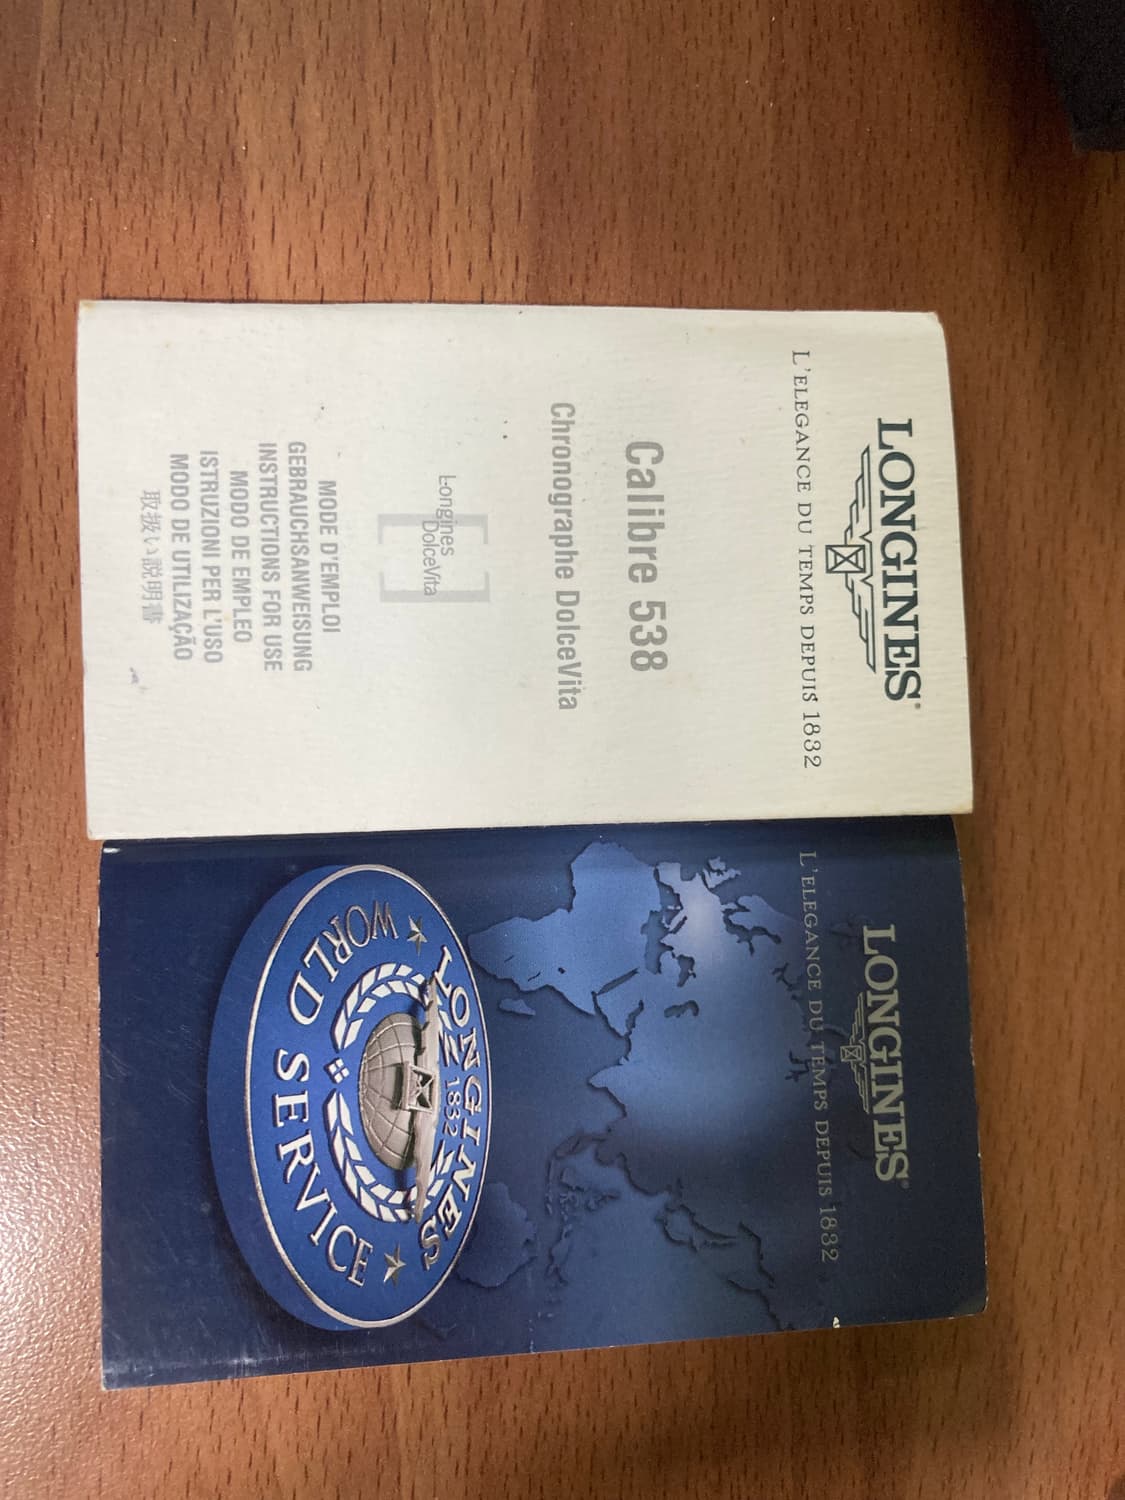 LONGINES®
L'ELEGANCE DU TEMPS DEPUIS 1832
Calibre 538
Chronographe DolceVita
Longines
DolceVita
MODE D'EMPLOI
GEBRAUCHSANWEISUNG
INSTRUCTIONS FOR USE
MODO DE EMPLEO
ISTRUZIONI PER L'USO
MODO DE UTILIZAÇÃO
取扱い説明書
LONGINES®
L'ELEGANCE DU TEMPS DEPUIS 1832
LONGINES
1832
WORLD SERVICE